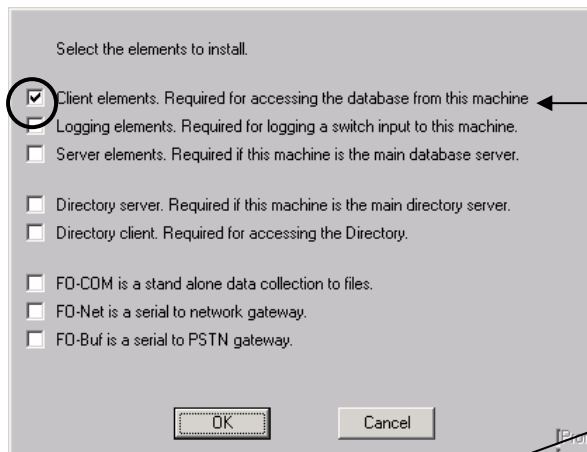 Select the elements to install.
Client elements. Required for accessing the database from this machine
Logging elements. Required for logging a switch input to this machine.
Server elements. Required if this machine is the main database server.
Directory server. Required if this machine is the main directory server.
Directory client. Required for accessing the Directory.
FO-COM is a stand alone data collection to files.
FO-Net is a serial to network gateway.
FO-Buf is a serial to PSTN gateway.
OK Cancel